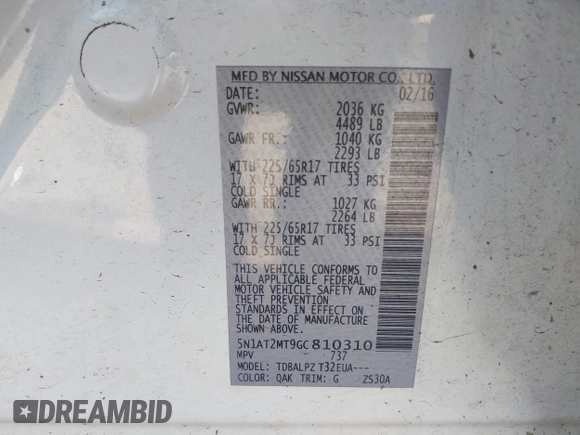 MFD BY NISSAN MOTOR CO., LTD.
DATE: 02/16
GVWR: 2036 KG
4489 LB
GAWR FR.: 1040 KG
2293 LB
WITH 225/65R17 TIRES
17 X 7J RIMS AT 33 PSI
COLD SINGLE
GAWR RR.: 1027 KG
2264 LB
WITH 225/65R17 TIRES
17 X 7J RIMS AT 33 PSI
COLD SINGLE
THIS VEHICLE CONFORMS TO
ALL APPLICABLE FEDERAL
MOTOR VEHICLE SAFETY AND
THEFT PREVENTION
STANDARDS IN EFFECT ON THE
DATE OF MANUFACTURE
SHOWN ABOVE.
5N1AT2MT9GC810310
MPV 737
MODEL: TDBALPZ T32EUA---
COLOR: QAK TRIM: G 2S30A
DREAMBID